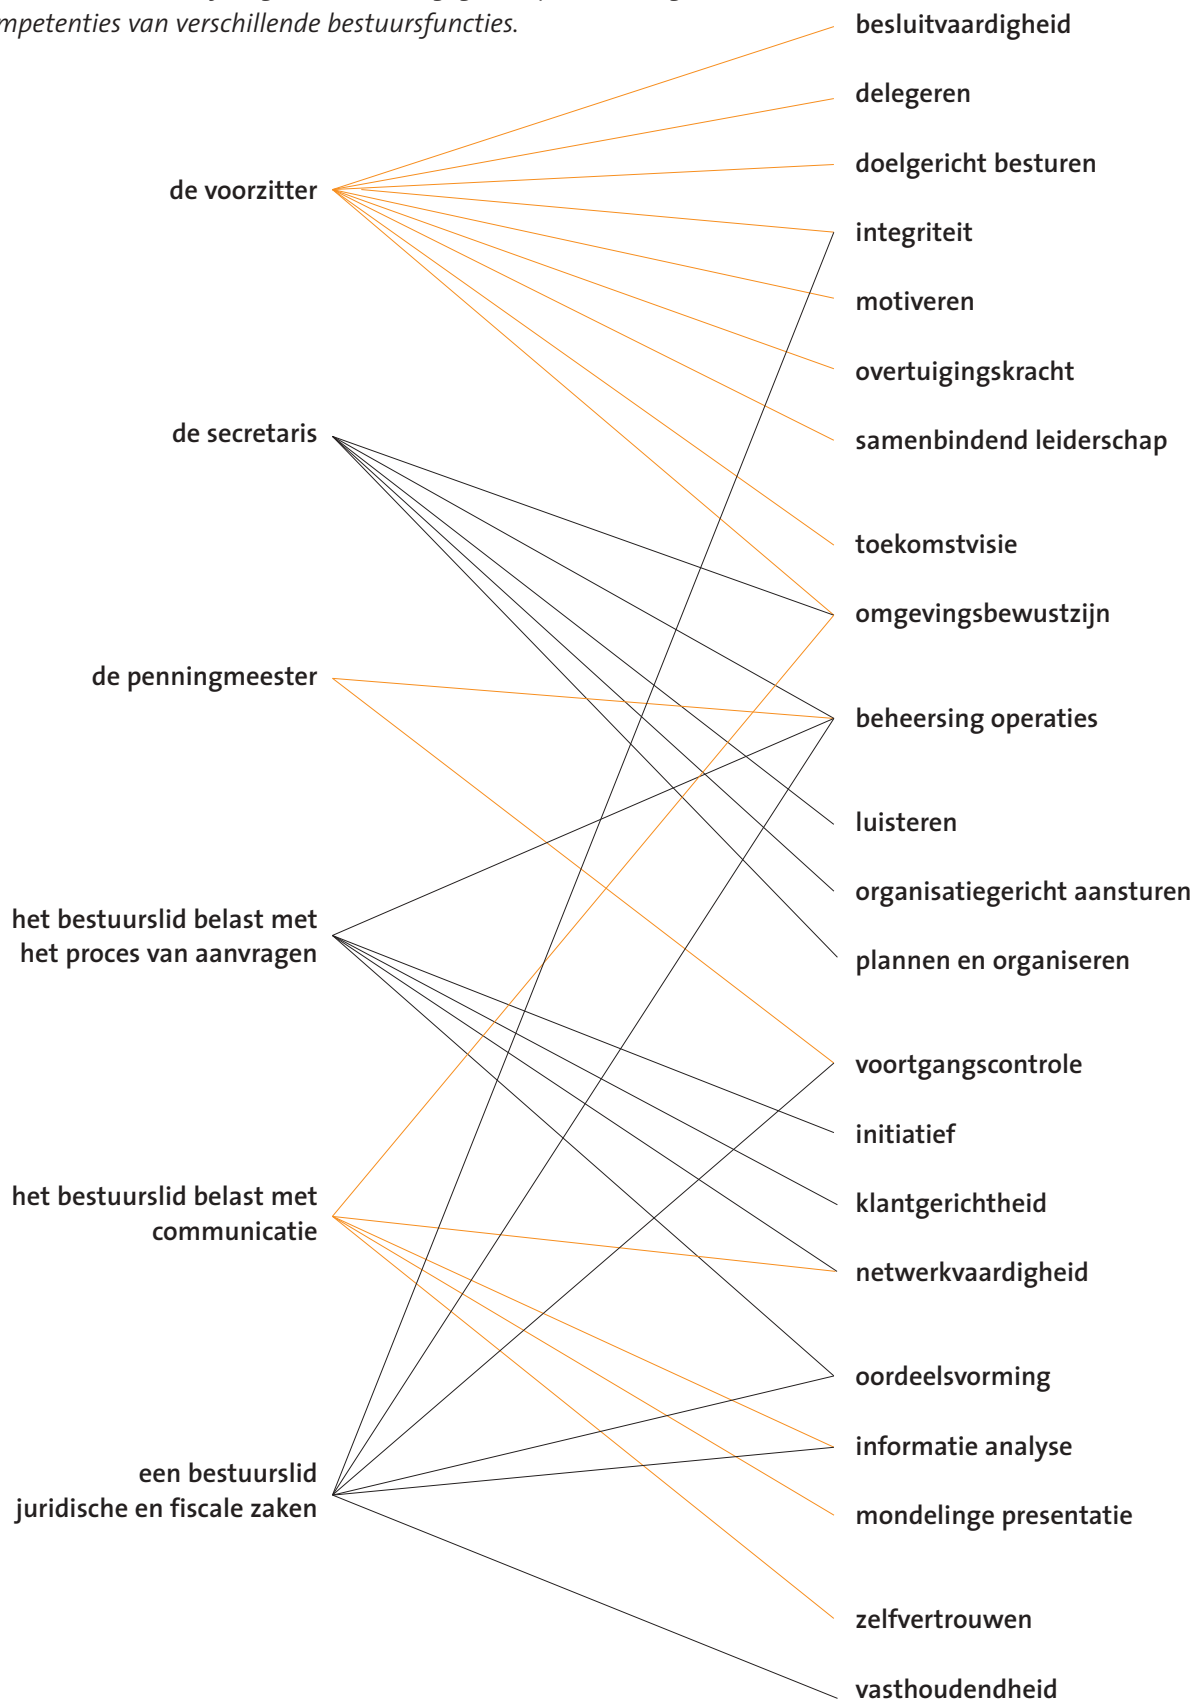 competenties van verschillende bestuursfuncties.
de voorzitter
de secretaris
de penningmeester
het bestuurslid belast met
het proces van aanvragen
het bestuurslid belast met
communicatie
een bestuurslid
juridische en fiscale zaken
besluitvaardigheid
delegeren
doelgericht besturen
integriteit
motiveren
overtuigingskracht
samenbindend leiderschap
toekomstvisie
omgevingsbewustzijn
beheersing operaties
luisteren
organisatiegericht aansturen
plannen en organiseren
voortgangscontrole
initiatief
klantgerichtheid
netwerkvaardigheid
oordeelsvorming
informatie analyse
mondelinge presentatie
zelfvertrouwen
vasthoudendheid